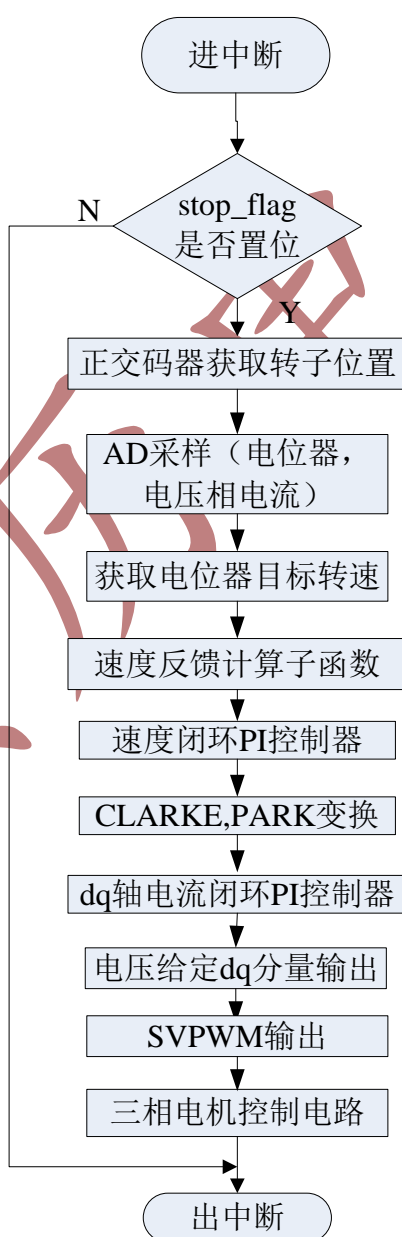 进中断
stop_flag
是否置位
N
Y
正交码器获取转子位置
AD采样（电位器，
电压相电流）
获取电位器目标转速
速度反馈计算子函数
速度闭环PI控制器
CLARKE,PARK变换
dq轴电流闭环PI控制器
电压给定dq分量输出
SVPWM输出
三相电机控制电路
出中断